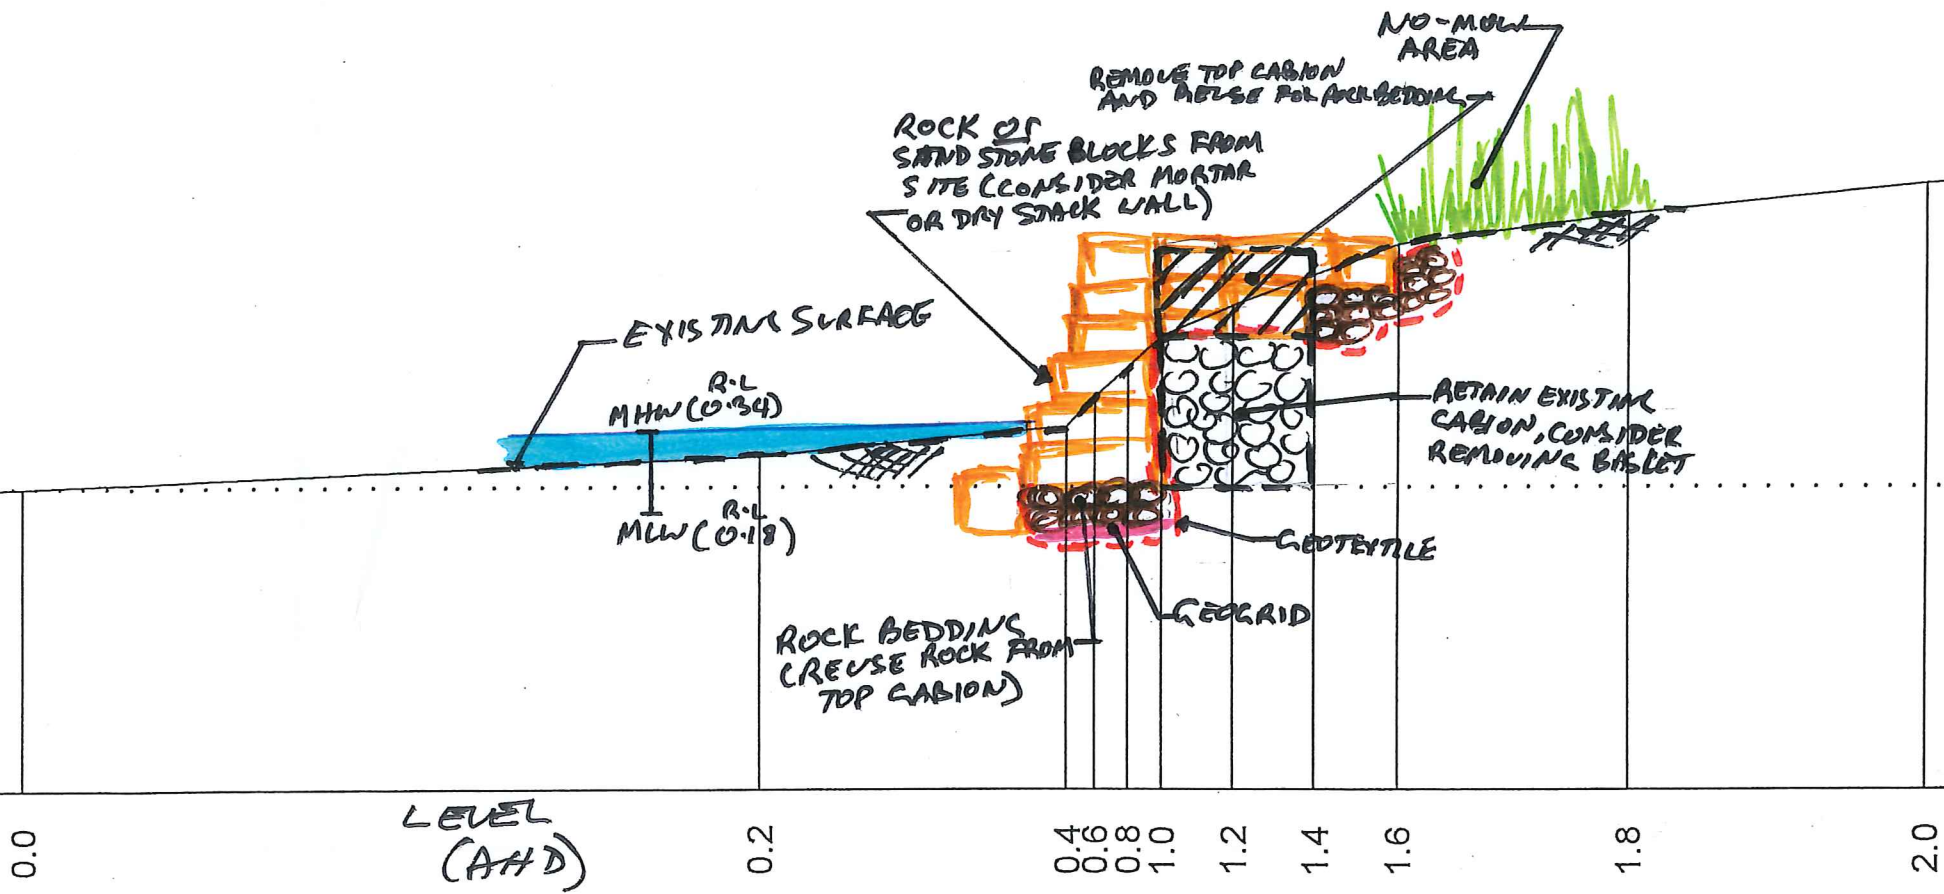 NO-MOW
AREA
REMOVE TOP GABION
AND REUSE FOR ROCK BEDDING
ROCK OR
SAND STONE BLOCKS FROM
SITE (CONSIDER MORTAR
OR DRY STACK WALL)
EXISTING SURFACE
R.L
MHW (0.34)
R.L
MLW (0.18)
RETAIN EXISTING
GABION, CONSIDER
REMOVING BASKET
GEOTEXTILE
GEOGRID
ROCK BEDDING
(REUSE ROCK FROM
TOP GABION)
LEVEL
(AHD)
0.0
0.2
0.4
0.6
0.8
1.0
1.2
1.4
1.6
1.8
2.0